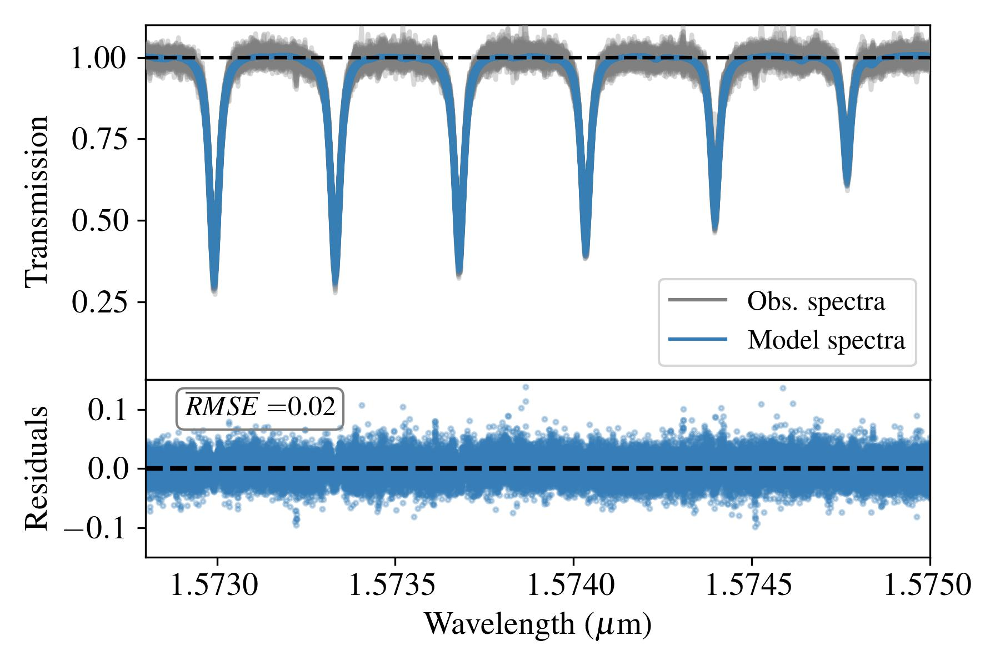 1.00
0.75
0.50
0.25
Transmission
Obs. spectra
Model spectra
RMSE =0.02
0.1
0.0
−0.1
Residuals
1.5730 1.5735 1.5740 1.5745 1.5750
Wavelength (μm)